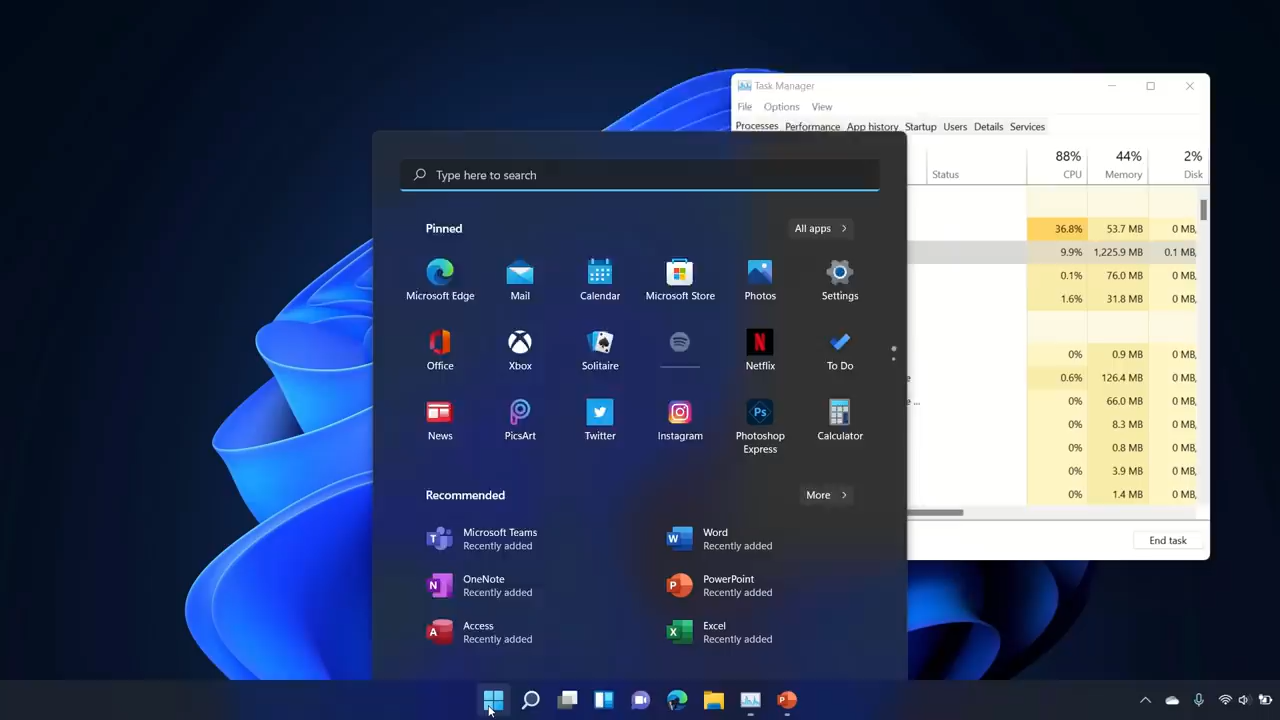 Task Manager
File Options View
Processes Performance App history Startup Users Details Services
88% 44% 2%
Status CPU Memory Disk
36.8% 53.7 MB 0 MB,
9.9% 1,225.9 MB 0.1 MB,
0.1% 76.0 MB 0 MB,
1.6% 31.8 MB 0 MB,
0% 0.9 MB 0 MB,
e 0.6% 126.4 MB 0 MB,
e ... 0% 66.0 MB 0 MB,
0% 8.3 MB 0 MB,
0% 0.8 MB 0 MB,
0% 3.9 MB 0 MB,
0% 1.4 MB 0 MB,
End task
Type here to search
Pinned All apps
Microsoft Edge Mail Calendar Microsoft Store Photos Settings
N
Office Xbox Solitaire Netflix To Do
Ps
News PicsArt Twitter Instagram Photoshop Express Calculator
Recommended More
T Microsoft Teams
Recently added
W Word
Recently added
N OneNote
Recently added
P PowerPoint
Recently added
A Access
Recently added
X Excel
Recently added
P